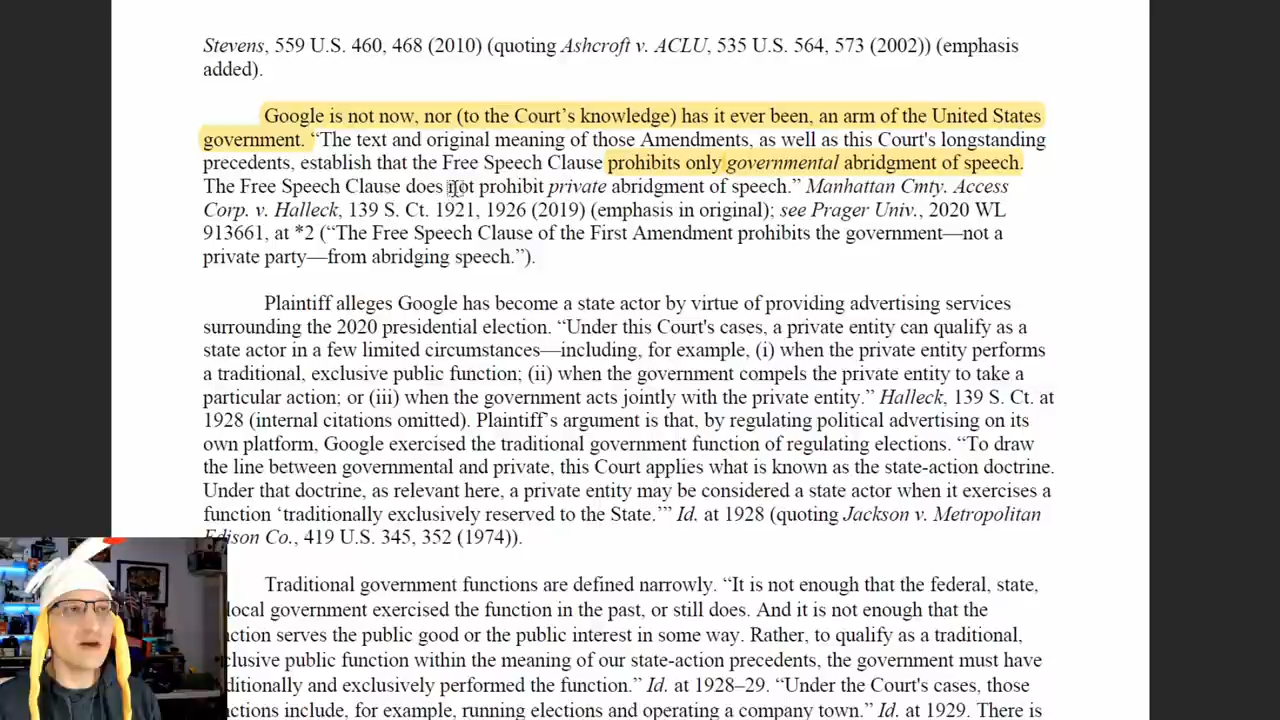 Stevens, 559 U.S. 460, 468 (2010) (quoting Ashcroft v. ACLU, 535 U.S. 564, 573 (2002)) (emphasis
added).
Google is not now, nor (to the Court’s knowledge) has it ever been, an arm of the United States
government. “The text and original meaning of those Amendments, as well as this Court's longstanding
precedents, establish that the Free Speech Clause prohibits only governmental abridgment of speech.
The Free Speech Clause does not prohibit private abridgment of speech.” Manhattan Cmty. Access
Corp. v. Halleck, 139 S. Ct. 1921, 1926 (2019) (emphasis in original); see Prager Univ., 2020 WL
913661, at *2 (“The Free Speech Clause of the First Amendment prohibits the government—not a
private party—from abridging speech.”).
Plaintiff alleges Google has become a state actor by virtue of providing advertising services
surrounding the 2020 presidential election. “Under this Court's cases, a private entity can qualify as a
state actor in a few limited circumstances—including, for example, (i) when the private entity performs
a traditional, exclusive public function; (ii) when the government compels the private entity to take a
particular action; or (iii) when the government acts jointly with the private entity.” Halleck, 139 S. Ct. at
1928 (internal citations omitted). Plaintiff’s argument is that, by regulating political advertising on its
own platform, Google exercised the traditional government function of regulating elections. “To draw
the line between governmental and private, this Court applies what is known as the state-action doctrine.
Under that doctrine, as relevant here, a private entity may be considered a state actor when it exercises a
function ‘traditionally exclusively reserved to the State.’” Id. at 1928 (quoting Jackson v. Metropolitan
Edison Co., 419 U.S. 345, 352 (1974)).
Traditional government functions are defined narrowly. “It is not enough that the federal, state,
local government exercised the function in the past, or still does. And it is not enough that the
nction serves the public good or the public interest in some way. Rather, to qualify as a traditional,
clusive public function within the meaning of our state-action precedents, the government must have
ditionally and exclusively performed the function.” Id. at 1928–29. “Under the Court's cases, those
nctions include, for example, running elections and operating a company town.” Id. at 1929. There is